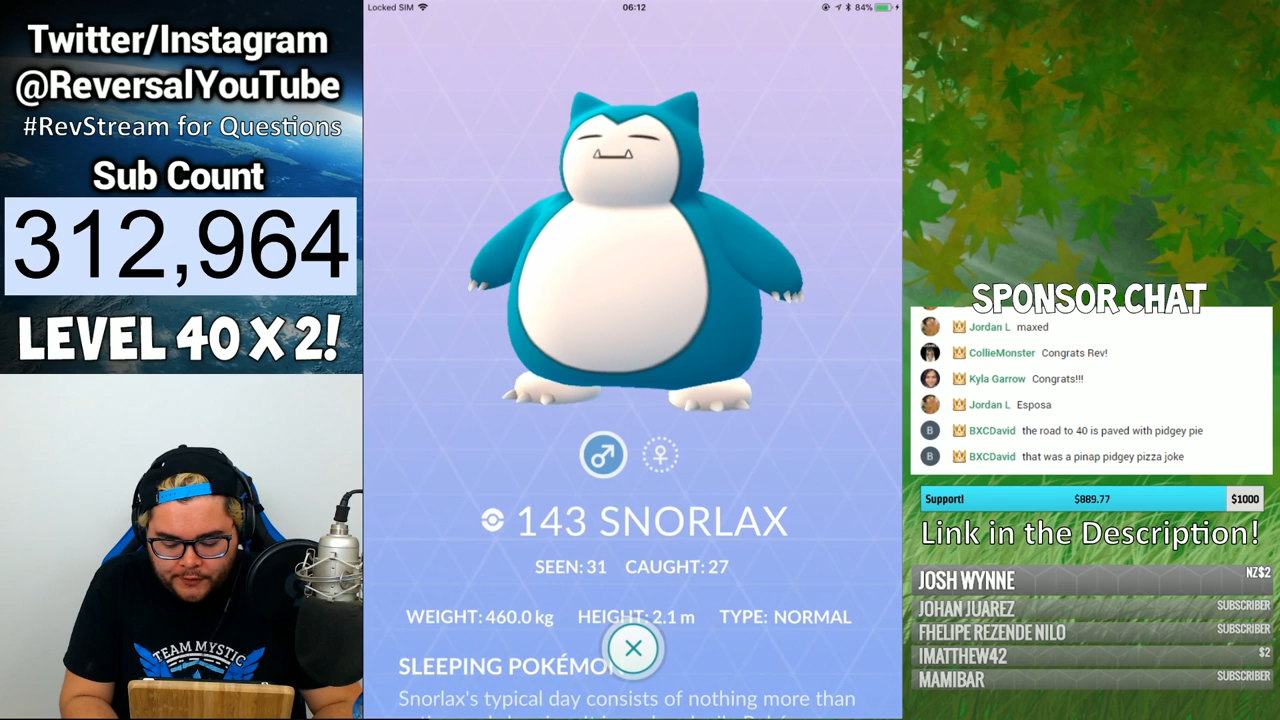 Twitter/Instagram
@ReversalYouTube
#RevStream for Questions
Sub Count
312,964
LEVEL 40 X 2!
TEAM MYSTIC
Locked SIM
06:12
84%
143 SNORLAX
SEEN: 31 CAUGHT: 27
WEIGHT: 460.0 kg HEIGHT: 2.1 m TYPE: NORMAL
SLEEPING POKÉMO
Snorlax's typical day consists of nothing more than
SPONSOR CHAT
Jordan L maxed
CollieMonster Congrats Rev!
Kyla Garrow Congrats!!!
Jordan L Esposa
B BXCDavid the road to 40 is paved with pidgey pie
B BXCDavid that was a pinap pidgey pizza joke
Support! $889.77 $1000
Link in the Description!
JOSH WYNNE NZ$2
JOHAN JUAREZ SUBSCRIBER
FHELIPE REZENDE NILO SUBSCRIBER
IMATTHEW42 $2
MAMIBAR SUBSCRIBER